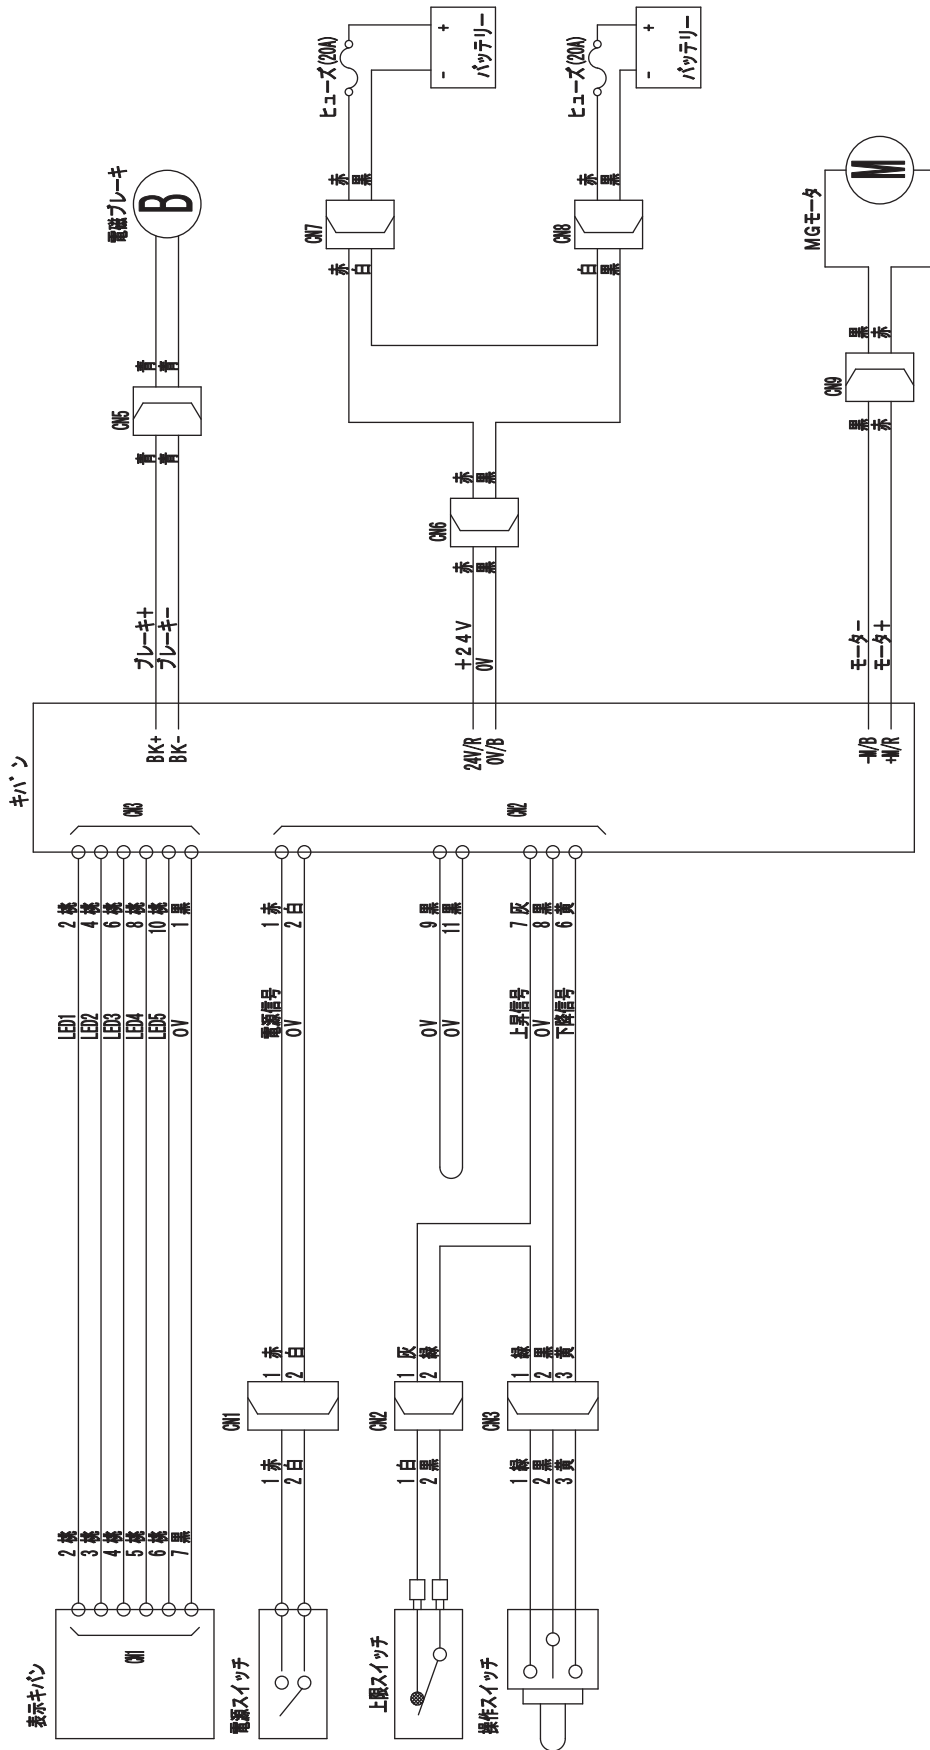 表示キバン
CN1
2 桃
3 桃
4 桃
5 桃
6 桃
7 黒
LED1
LED2
LED3
LED4
LED5
0V
2 桃
4 桃
6 桃
8 桃
10 桃
1 黒
CN3
キバン
BK+
BK-
ブレーキ+
ブレーキ-
青
青
CN5
青
青
電磁ブレーキ
B
電源スイッチ
1 赤
2 白
CN1
1 赤
2 白
電源信号
0V
1 赤
2 白
CN2
0V
0V
9 黒
11 黒
上限スイッチ
1 白
2 黒
CN2
1 灰
2 緑
操作スイッチ
1 緑
2 黒
3 黄
CN3
1 緑
2 黒
3 黄
上昇信号
0V
下降信号
7 灰
8 黒
6 黄
24V/R
0V/B
+24V
0V
赤
黒
CN6
赤
黒
赤
白
CN7
赤
黒
ヒューズ(20A)
+
-
バッテリー
白
黒
CN8
赤
黒
ヒューズ(20A)
+
-
バッテリー
-M/B
+M/R
モーター-
モータ+
黒
赤
CN9
黒
赤
MGモータ
M